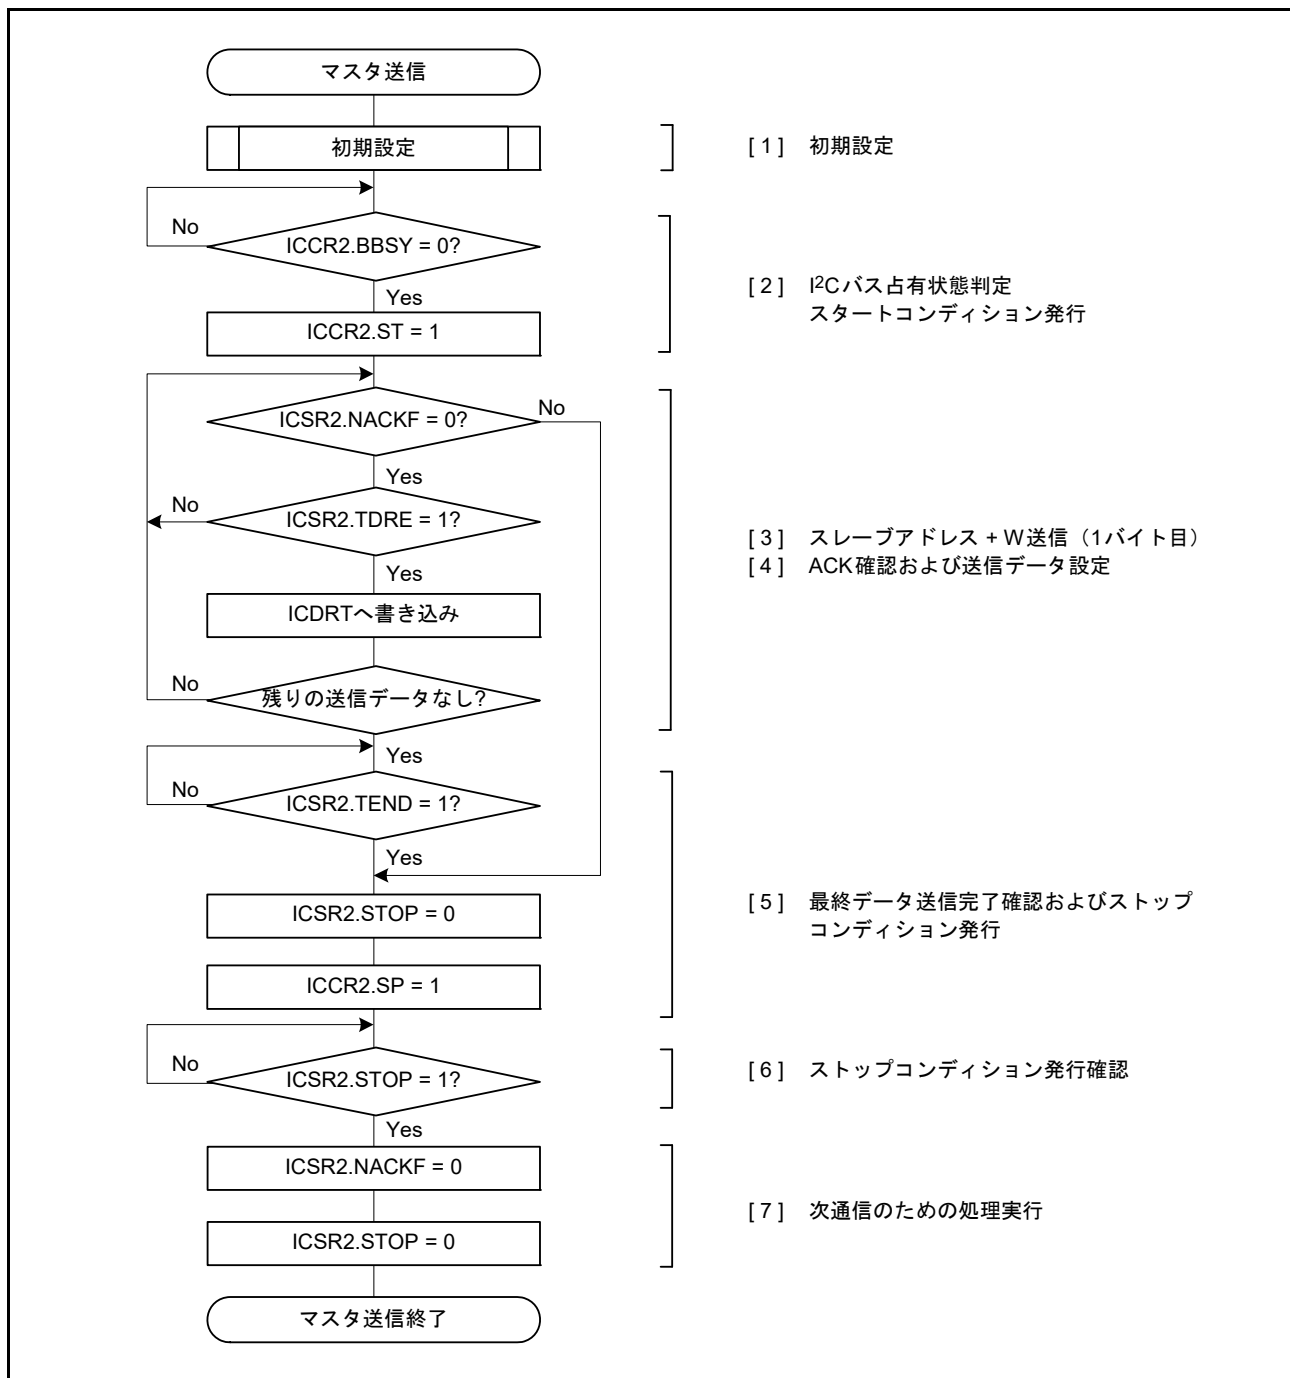 マスタ送信
初期設定
[ 1 ] 初期設定
No
ICCR2.BBSY = 0?
Yes
[ 2 ] I²Cバス占有状態判定
スタートコンディション発行
ICCR2.ST = 1
ICSR2.NACKF = 0?
No
Yes
No
ICSR2.TDRE = 1?
Yes
[ 3 ] スレーブアドレス + W送信（1バイト目）
[ 4 ] ACK確認および送信データ設定
ICDRTへ書き込み
No
残りの送信データなし?
Yes
No
ICSR2.TEND = 1?
Yes
ICSR2.STOP = 0
[ 5 ] 最終データ送信完了確認およびストップ
コンディション発行
ICCR2.SP = 1
No
ICSR2.STOP = 1?
[ 6 ] ストップコンディション発行確認
Yes
ICSR2.NACKF = 0
[ 7 ] 次通信のための処理実行
ICSR2.STOP = 0
マスタ送信終了